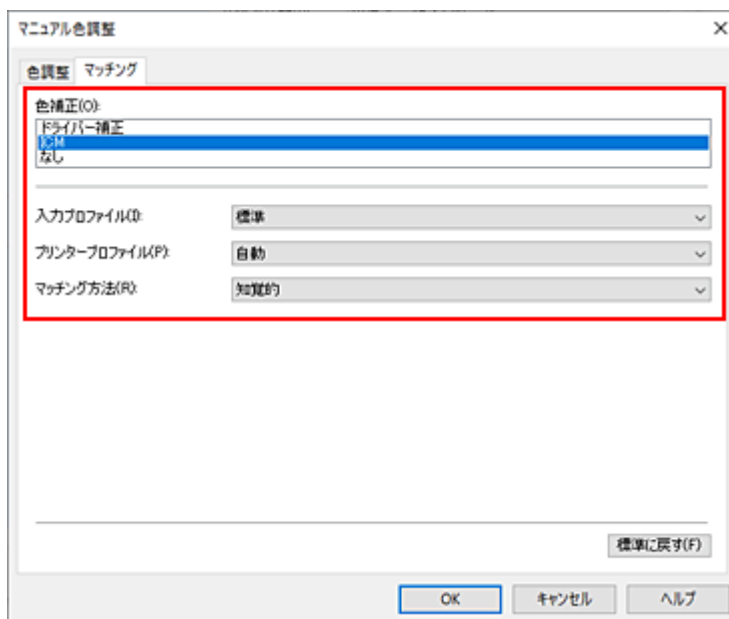 マニュアル色調整
色調整 マッチング
色補正(O):
ドライバー補正
ICM
なし
入力プロファイル(I): 標準
プリンタープロファイル(P): 自動
マッチング方法(R): 知覚的
標準に戻す(F)
OK キャンセル ヘルプ